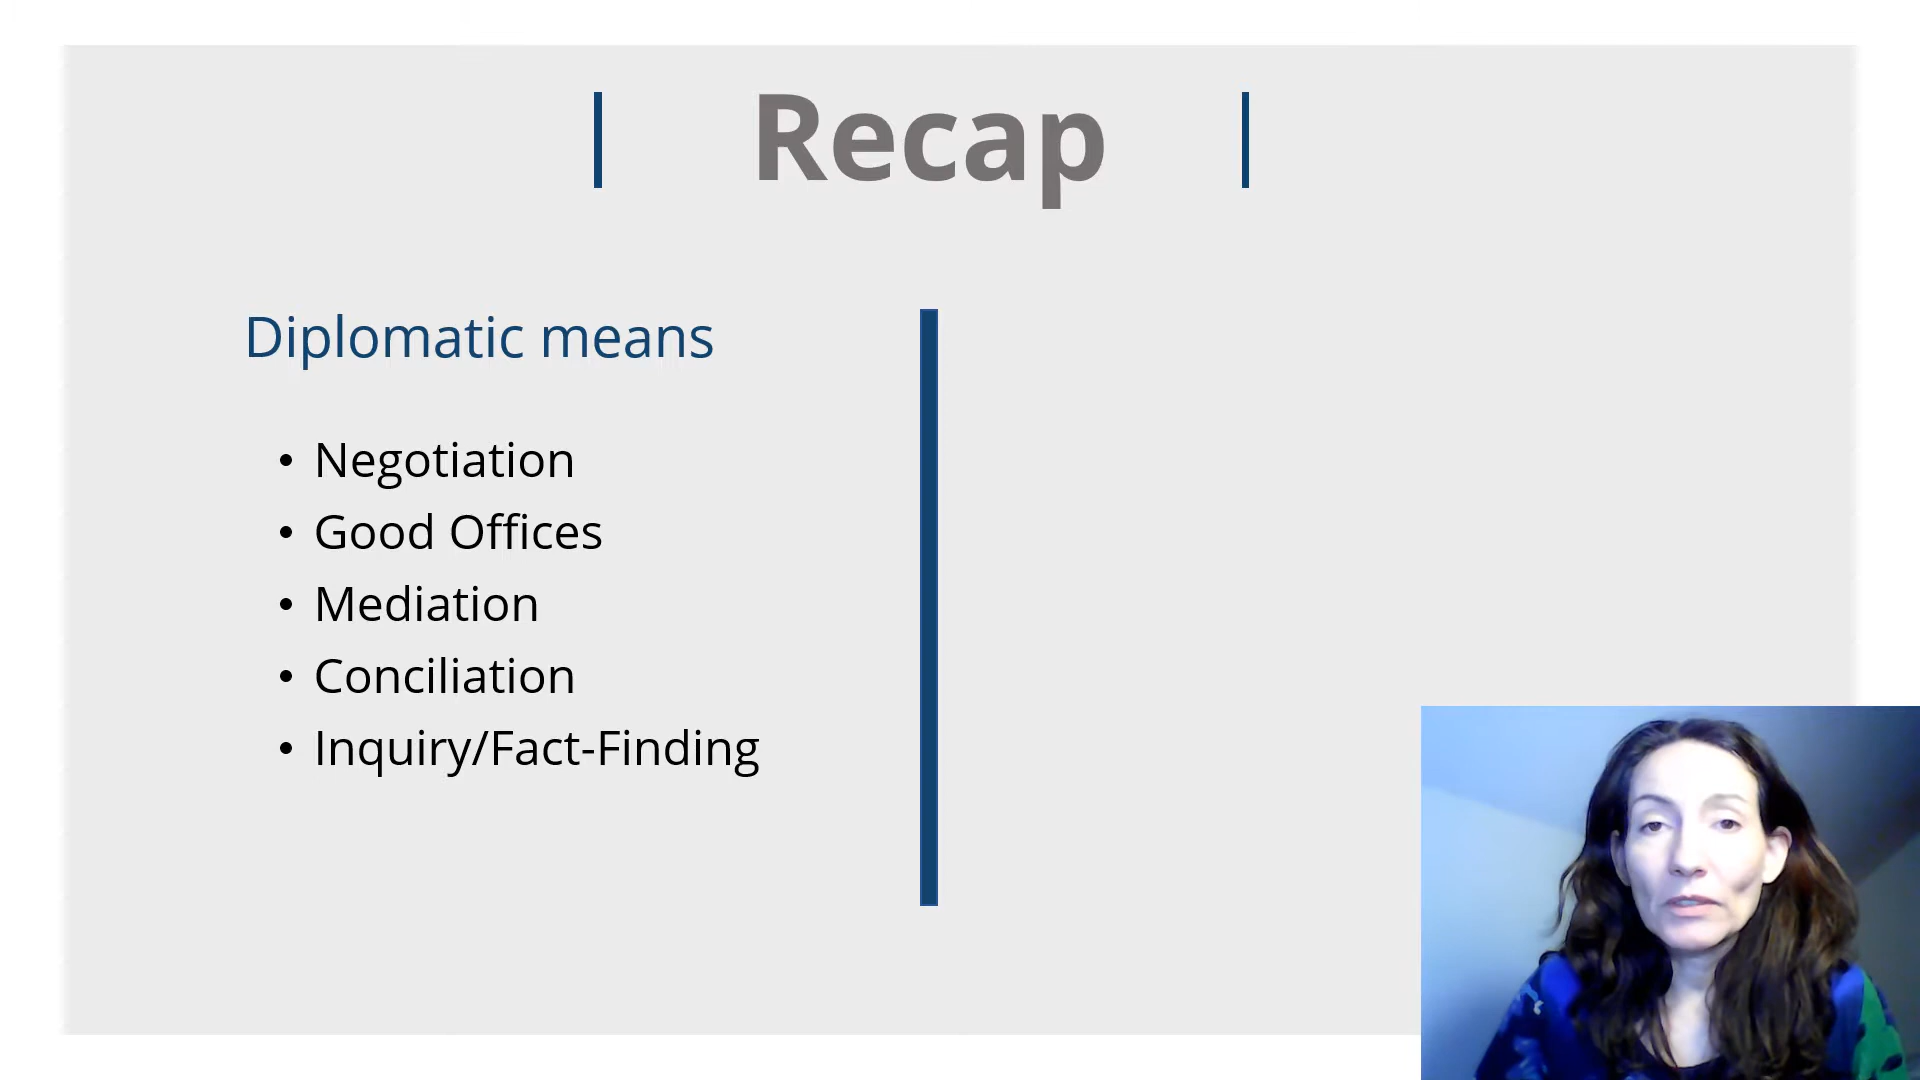 Recap
Diplomatic means
• Negotiation
• Good Offices
• Mediation
• Conciliation
• Inquiry/Fact-Finding